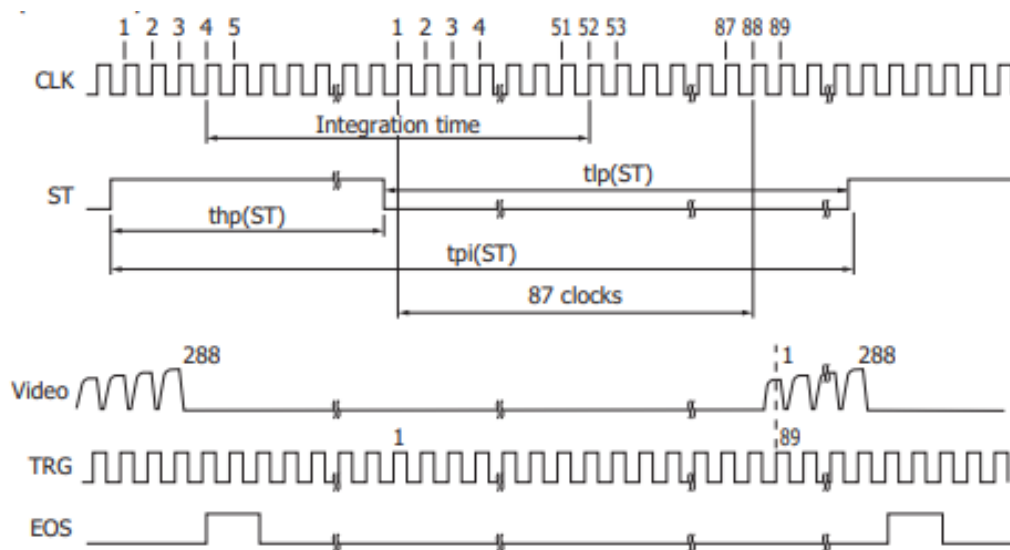 1 2 3 4 5 1 2 3 4 51 52 53 87 88 89
CLK
Integration time
ST
tlp(ST)
thp(ST)
tpi(ST)
87 clocks
288 1 288
Video
1 89
TRG
EOS